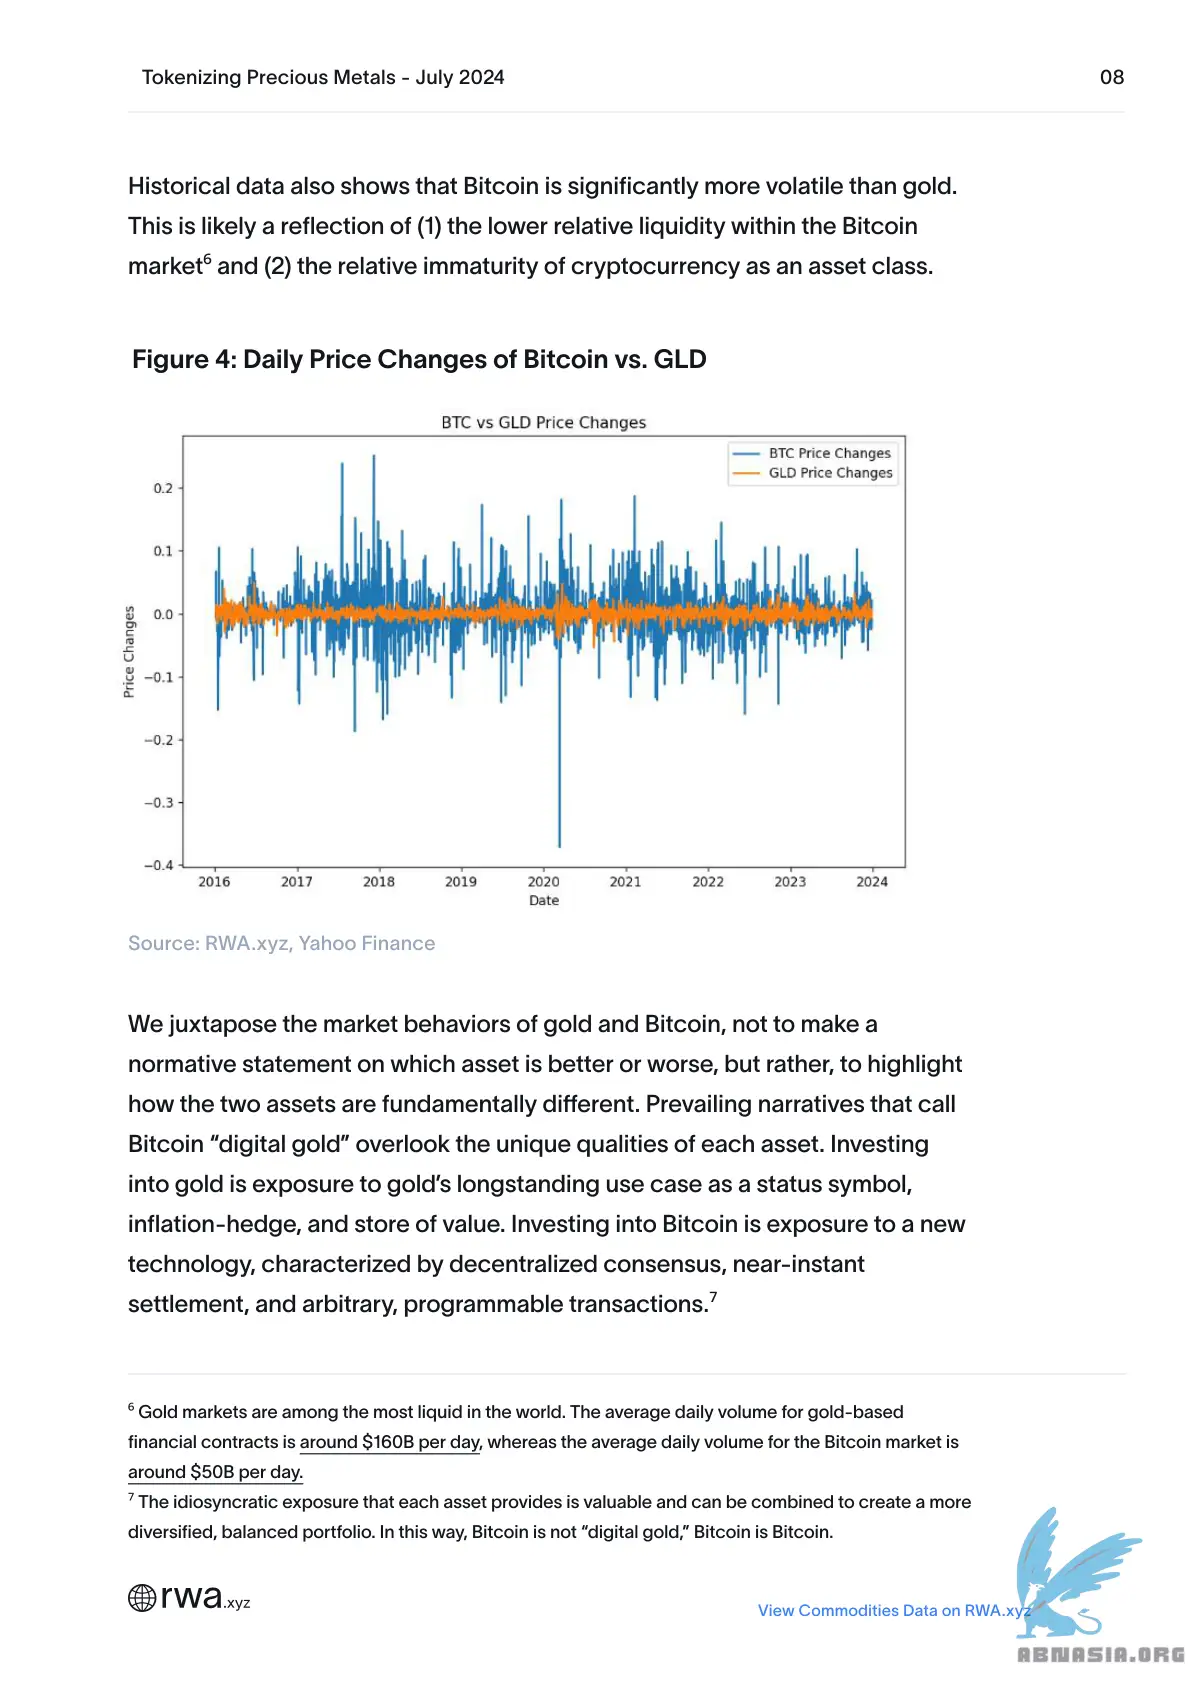 Tokenizing Precious Metals - July 2024
08
Historical data also shows that Bitcoin is significantly more volatile than gold.
This is likely a reflection of (1) the lower relative liquidity within the Bitcoin
market⁶ and (2) the relative immaturity of cryptocurrency as an asset class.
Figure 4: Daily Price Changes of Bitcoin vs. GLD
BTC vs GLD Price Changes
BTC Price Changes
GLD Price Changes
0.2
0.1
0.0
−0.1
−0.2
−0.3
−0.4
Price Changes
2016 2017 2018 2019 2020 2021 2022 2023 2024
Date
Source: RWA.xyz, Yahoo Finance
We juxtapose the market behaviors of gold and Bitcoin, not to make a
normative statement on which asset is better or worse, but rather, to highlight
how the two assets are fundamentally different. Prevailing narratives that call
Bitcoin “digital gold” overlook the unique qualities of each asset. Investing
into gold is exposure to gold’s longstanding use case as a status symbol,
inflation-hedge, and store of value. Investing into Bitcoin is exposure to a new
technology, characterized by decentralized consensus, near-instant
settlement, and arbitrary, programmable transactions.⁷
⁶ Gold markets are among the most liquid in the world. The average daily volume for gold-based
financial contracts is around $160B per day, whereas the average daily volume for the Bitcoin market is
around $50B per day.
⁷ The idiosyncratic exposure that each asset provides is valuable and can be combined to create a more
diversified, balanced portfolio. In this way, Bitcoin is not “digital gold,” Bitcoin is Bitcoin.
rwa.xyz
View Commodities Data on RWA.xyz
ABNASIA.ORG